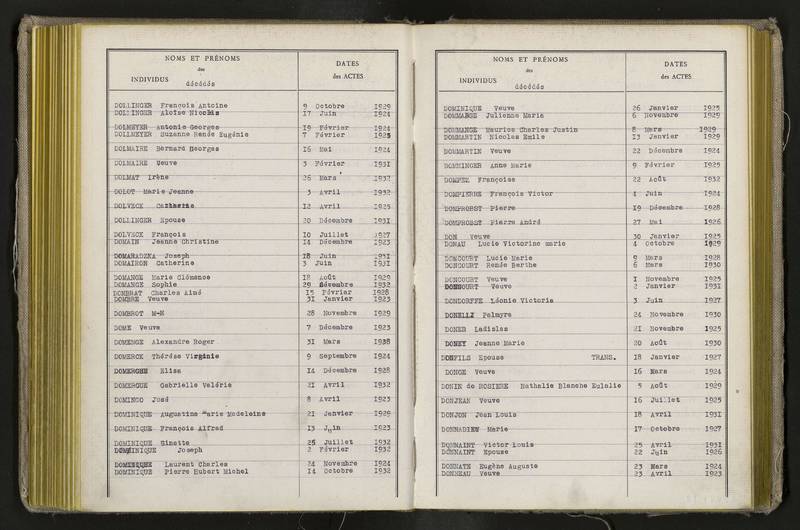 NOMS ET PRÉNOMS
des
INDIVIDUS
décédés
DATES
des ACTES
DOLLINGER François Antoine 9 Octobre 1929
DOLLINGER Aloïse Nicolas 17 Juin 1924
DOLMEYER Antonie Georges 19 Février 1924
DOLLMEYER Suzanne Renée Eugénie 7 Février 1925
DOLMAIRE Bernard Georges 16 Mai 1924
DOLMAIRE Veuve 3 Février 1931
DOLMAT Irène 26 Mars 1932
DOLOT Marie Jeanne 3 Avril 1932
DOLVECK Catherine 12 Avril 1925
DOLLINGER Epouse 20 Décembre 1931
DOLVECK François 10 Juillet 1927
DOMAIN Jeanne Christine 14 Décembre 1923
DOMARADZKA Joseph 18 Juin 1931
DOMAIRON Catherine 3 Juin 1931
DOMANGE Marie Clémence 18 Août 1929
DOMANGE Sophie 29 Décembre 1932
DOMBRAT Charles Aimé 15 Février 1928
DOMBRE Veuve 31 Janvier 1923
DOMBROT M-H 28 Novembre 1929
DOME Veuve 7 Décembre 1923
DOMENGE Alexandre Roger 31 Mars 1938
DOMERCK Thérése Virginie 9 Septembre 1924
DOMERGHE Elisa 14 Décembre 1928
DOMERGUE Gabrielle Valérie 21 Avril 1932
DOMINGO José 8 Avril 1923
DOMINIQUE Augustine Marie Madeleine 21 Janvier 1929
DOMINIQUE François Alfred 13 Juin 1923
DOMINIQUE Ginette 25 Juillet 1932
DOMINIQUE Joseph 2 Février 1932
DOMINIQUE Laurent Charles 24 Novembre 1924
DOMINIQUE Pierre Hubert Michel 14 Octobre 1932
NOMS ET PRÉNOMS
des
INDIVIDUS
décédés
DATES
des ACTES
DOMINIQUE Veuve 26 Janvier 1925
DOMMANGE Julienne Marie 6 Novembre 1929
DOMMANGE Maurice Charles Justin 8 Mars 1929
DOMMARTIN Nicolas Emile 13 Janvier 1929
DOMMARTIN Veuve 22 Décembre 1924
DOMMINGER Anne Marie 9 Février 1925
DOMPEZ Françoise 22 Août 1932
DOMPIERRE François Victor 4 Juin 1924
DOMPROBST Pierre 19 Décembre 1928
DOMPROBST Pierre André 27 Mai 1926
DON Veuve 30 Janvier 1925
DONAU Lucie Victorine marie 4 Octobre 1929
DONCOURT Lucie Marie 9 Mars 1928
DONCOURT Renée Berthe 6 Mars 1930
DONCOURT Veuve 1 Novembre 1925
DONCOURT Veuve 2 Janvier 1931
DONDORFFE Léonie Victorie 3 Juin 1927
DONELLI Palmyre 24 Novembre 1930
DONER Ladislas 21 Novembre 1925
DONEY Jeanne Marie 20 Août 1930
DONFILS Epouse TRANS. 18 Janvier 1927
DONGE Veuve 16 Mars 1924
DONIN de ROSIERE Nathalie Blanche Eulalie 5 Août 1929
DONJEAN Veuve 16 Juillet 1925
DONJON Jean Louis 18 Avril 1931
DONNADIEU Marie 17 Octobre 1927
DONNAINT Victor Louis 25 Avril 1931
DONNAINT Epouse 22 Juin 1926
DONNATE Eugène Auguste 23 Mars 1924
DONNEAU Veuve 23 Avril 1923